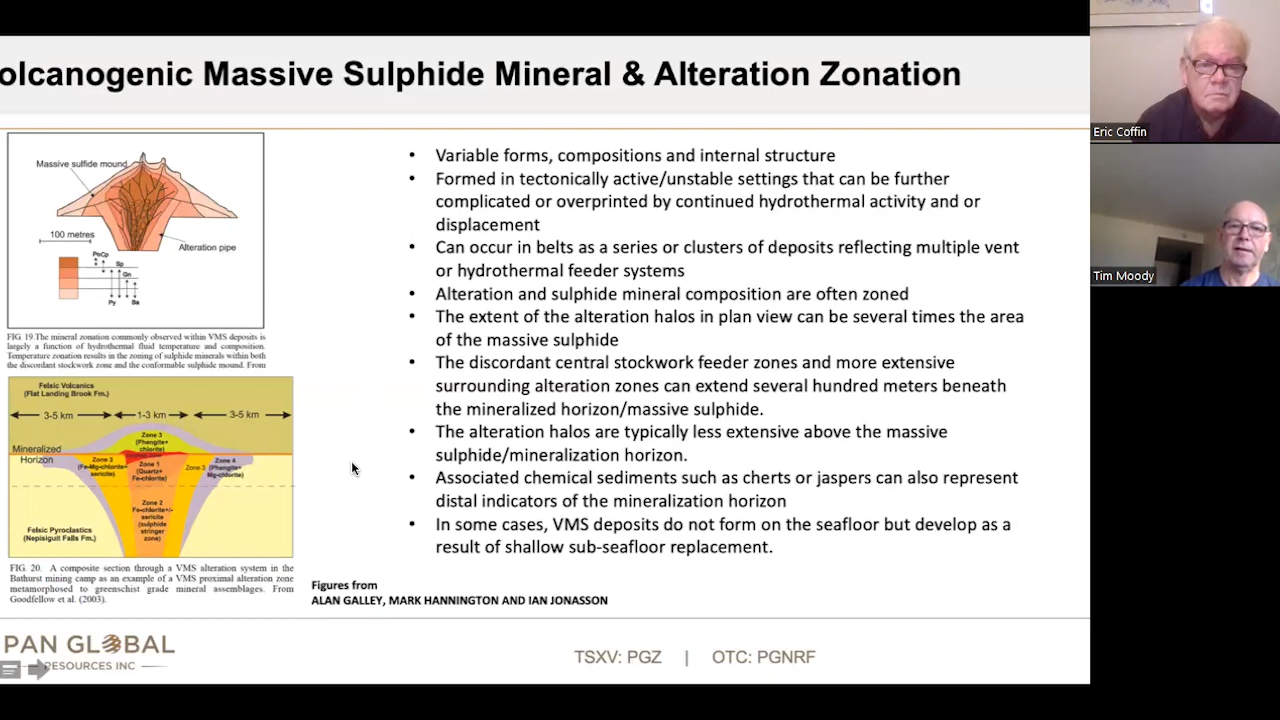 olcanogenic Massive Sulphide Mineral & Alteration Zonation
Massive sulfide mound
100 metres
Alteration pipe
PoCp
Sp
Gn
Py
Ba
FIG. 19.The mineral zonation commonly observed within VMS deposits is
largely a function of hydrothermal fluid temperature and composition.
Temperature zonation results in the zoning of sulphide minerals within both
the discordant stockwork zone and the conformable sulphide mound. From
Felsic Volcanics
(Flat Landing Brook Fm.)
3-5 km
1-3 km
3-5 km
Mineralized
Horizon
Zone 3
(Phengite+
chlorite)
Zone 3
(Fe-Mg-chlorite+
sericite)
Zone 1
(Quartz+
Fe-chlorite)
Zone 3
Zone 4
(Phengite+
Mg-chlorite)
Zone 2
Fe-chlorite+/-
sericite
(sulphide
stringer
zone)
Felsic Pyroclastics
(Nepisiguit Falls Fm.)
FIG. 20. A composite section through a VMS alteration system in the
Bathurst mining camp as an example of a VMS proximal alteration zone
metamorphosed to greenschist grade mineral assemblages. From
Goodfellow et al. (2003).
• Variable forms, compositions and internal structure
• Formed in tectonically active/unstable settings that can be further
complicated or overprinted by continued hydrothermal activity and or
displacement
• Can occur in belts as a series or clusters of deposits reflecting multiple vent
or hydrothermal feeder systems
• Alteration and sulphide mineral composition are often zoned
• The extent of the alteration halos in plan view can be several times the area
of the massive sulphide
• The discordant central stockwork feeder zones and more extensive
surrounding alteration zones can extend several hundred meters beneath
the mineralized horizon/massive sulphide.
• The alteration halos are typically less extensive above the massive
sulphide/mineralization horizon.
• Associated chemical sediments such as cherts or jaspers can also represent
distal indicators of the mineralization horizon
• In some cases, VMS deposits do not form on the seafloor but develop as a
result of shallow sub-seafloor replacement.
Figures from
ALAN GALLEY, MARK HANNINGTON AND IAN JONASSON
PAN GLOBAL
RESOURCES INC
TSXV: PGZ | OTC: PGNRF
Eric Coffin
Tim Moody